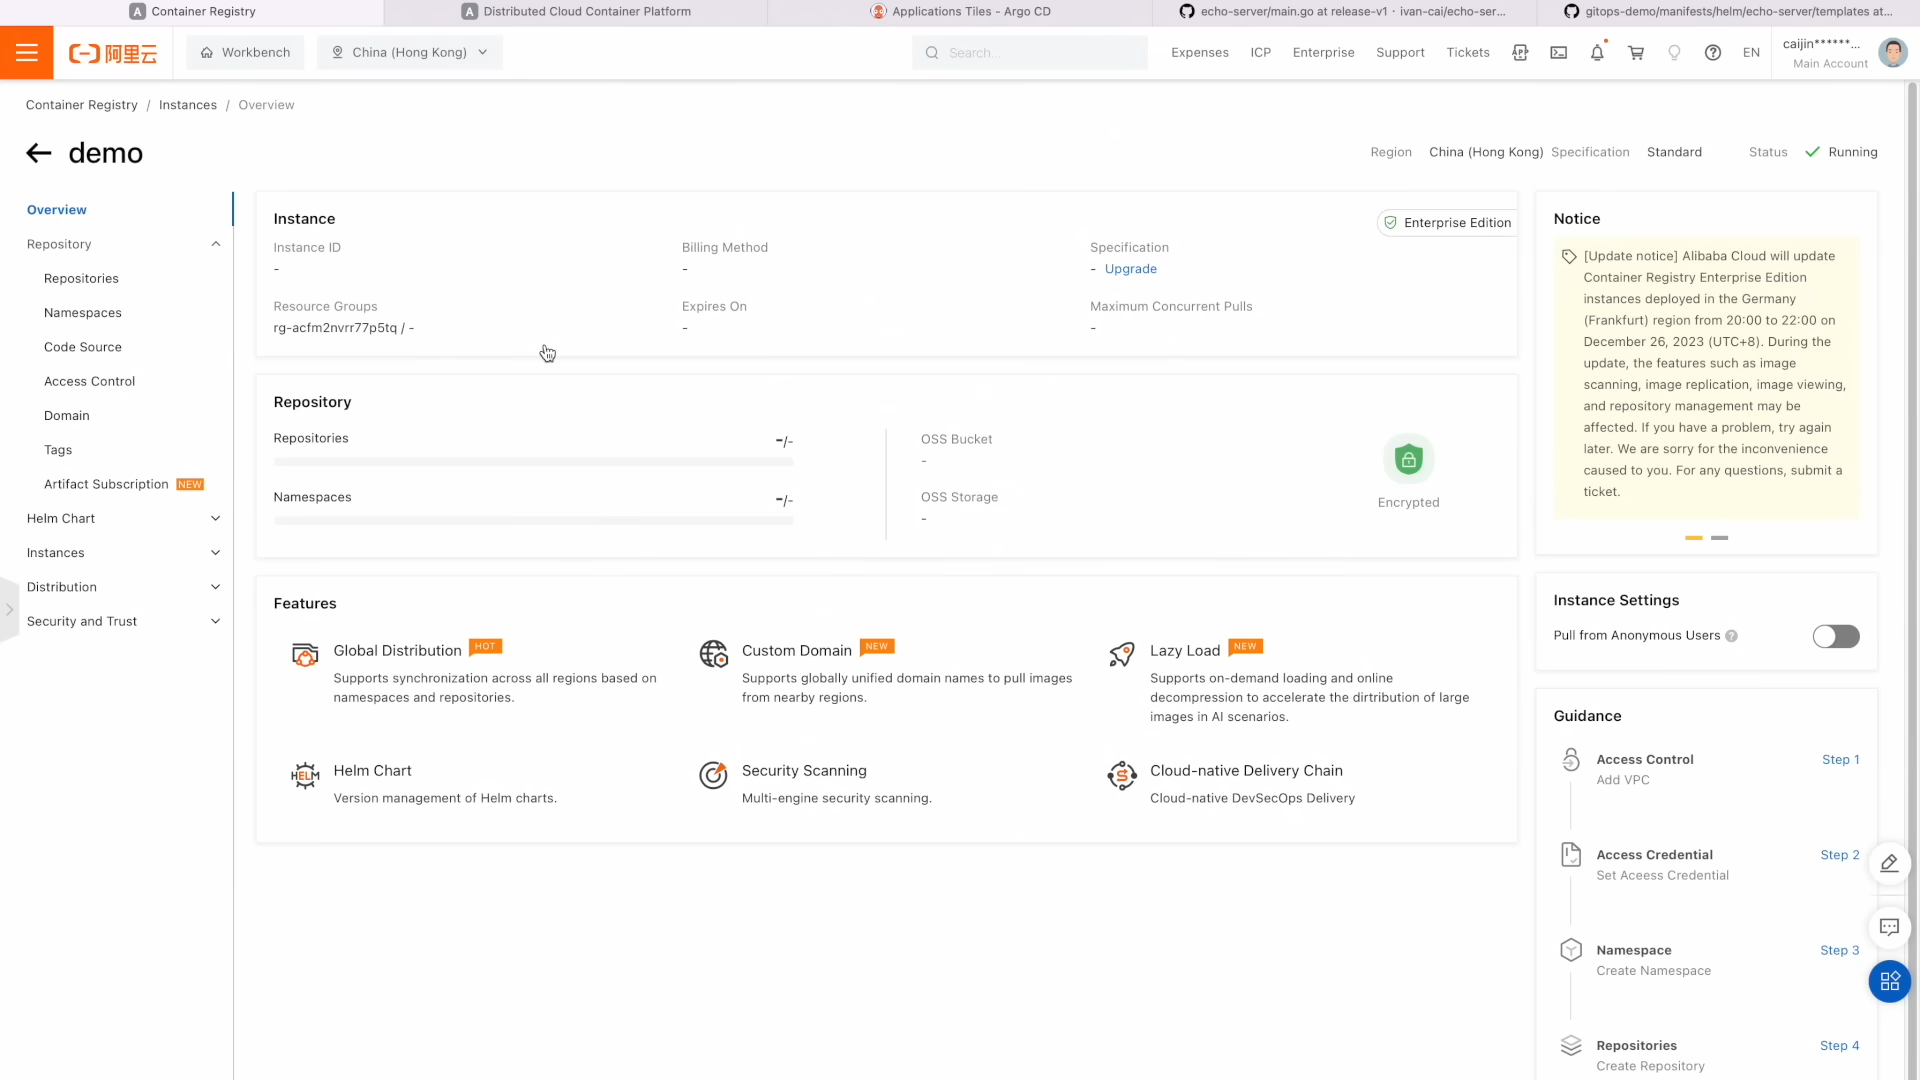 Container Registry
Distributed Cloud Container Platform
Applications Tiles - Argo CD
echo-server/main.go at release-v1 · ivan-cai/echo-ser...
gitops-demo/manifests/helm/echo-server/templates at...
阿里云
Workbench
China (Hong Kong)
Search...
Expenses
ICP
Enterprise
Support
Tickets
EN
caijin******...
Main Account
Container Registry / Instances / Overview
demo
Region China (Hong Kong) Specification Standard Status Running
Overview
Repository
Repositories
Namespaces
Code Source
Access Control
Domain
Tags
Artifact Subscription NEW
Helm Chart
Instances
Distribution
Security and Trust
Instance
Enterprise Edition
Instance ID
-
Billing Method
-
Specification
- Upgrade
Resource Groups
rg-acfm2nvrr77p5tq / -
Expires On
-
Maximum Concurrent Pulls
-
Repository
Repositories -/-
Namespaces -/-
OSS Bucket
-
OSS Storage
-
Encrypted
Features
Global Distribution HOT
Supports synchronization across all regions based on
namespaces and repositories.
Custom Domain NEW
Supports globally unified domain names to pull images
from nearby regions.
Lazy Load NEW
Supports on-demand loading and online
decompression to accelerate the dirtribution of large
images in AI scenarios.
HELM
Helm Chart
Version management of Helm charts.
Security Scanning
Multi-engine security scanning.
Cloud-native Delivery Chain
Cloud-native DevSecOps Delivery
Notice
[Update notice] Alibaba Cloud will update
Container Registry Enterprise Edition
instances deployed in the Germany
(Frankfurt) region from 20:00 to 22:00 on
December 26, 2023 (UTC+8). During the
update, the features such as image
scanning, image replication, image viewing,
and repository management may be
affected. If you have a problem, try again
later. We are sorry for the inconvenience
caused to you. For any questions, submit a
ticket.
Instance Settings
Pull from Anonymous Users
Guidance
Access Control Step 1
Add VPC
Access Credential Step 2
Set Aceess Credential
Namespace Step 3
Create Namespace
Repositories Step 4
Create Repository